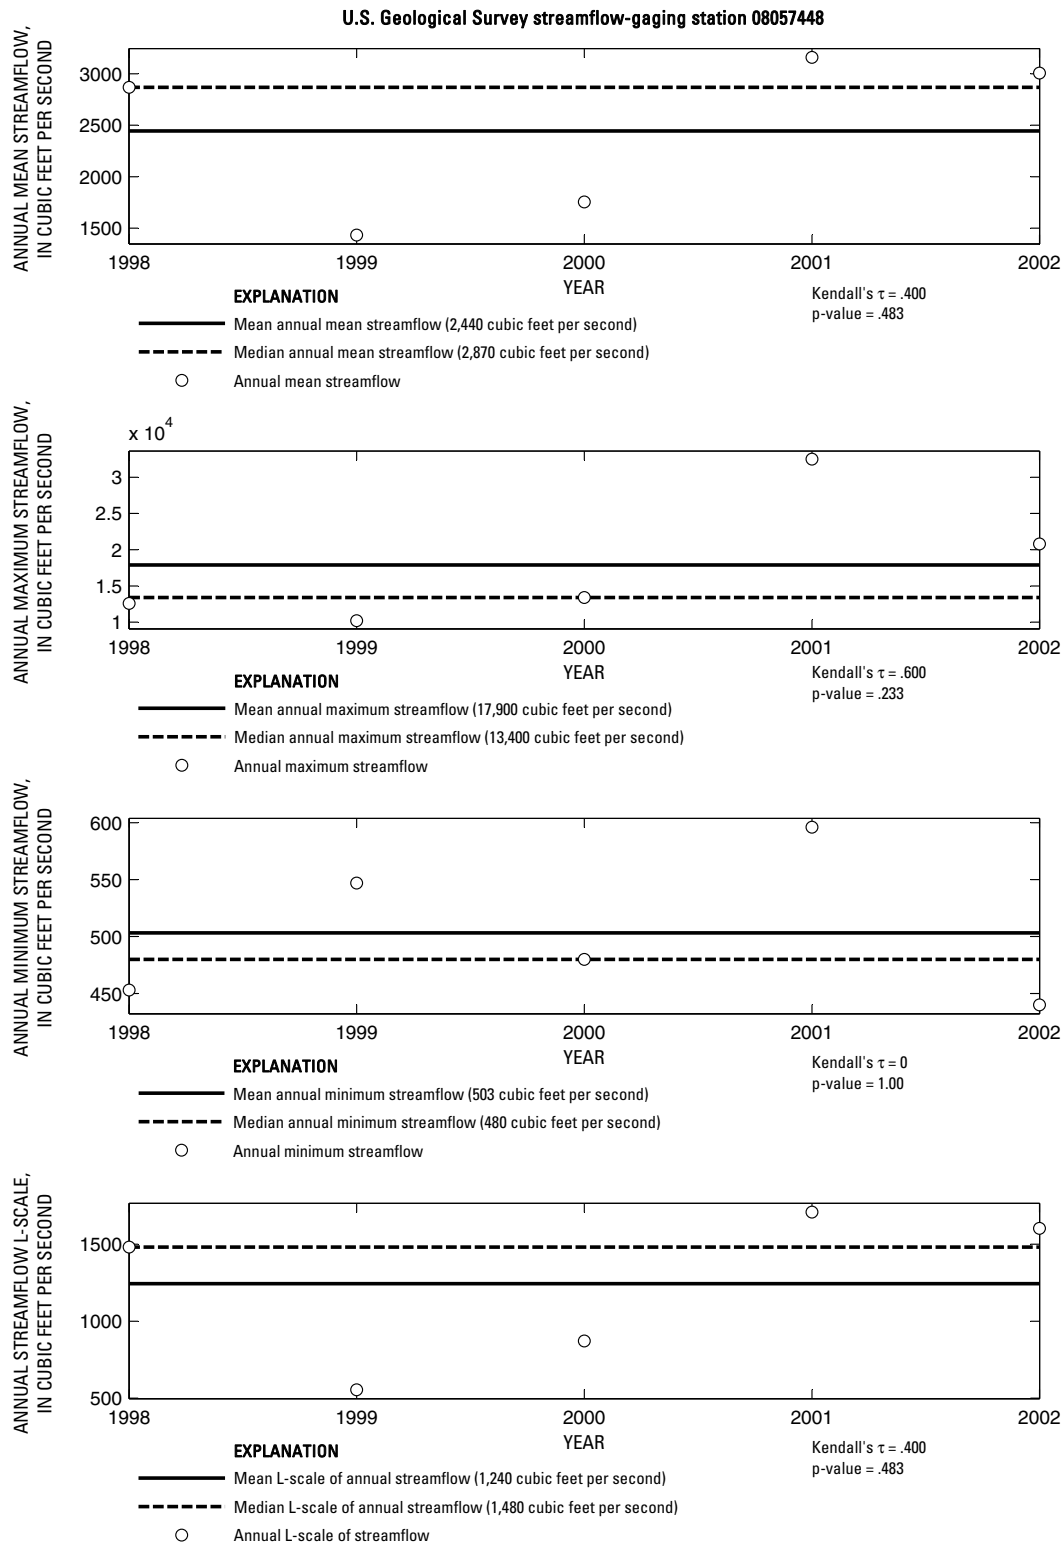 U.S. Geological Survey streamflow-gaging station 08057448
ANNUAL MEAN STREAMFLOW,
IN CUBIC FEET PER SECOND
3000
2500
2000
1500
1998 1999 2000 2001 2002
YEAR
EXPLANATION
Mean annual mean streamflow (2,440 cubic feet per second)
Median annual mean streamflow (2,870 cubic feet per second)
Annual mean streamflow
Kendall's τ = .400
p-value = .483
ANNUAL MAXIMUM STREAMFLOW,
IN CUBIC FEET PER SECOND
x 10^4
3
2.5
2
1.5
1
1998 1999 2000 2001 2002
YEAR
EXPLANATION
Mean annual maximum streamflow (17,900 cubic feet per second)
Median annual maximum streamflow (13,400 cubic feet per second)
Annual maximum streamflow
Kendall's τ = .600
p-value = .233
ANNUAL MINIMUM STREAMFLOW,
IN CUBIC FEET PER SECOND
600
550
500
450
1998 1999 2000 2001 2002
YEAR
EXPLANATION
Mean annual minimum streamflow (503 cubic feet per second)
Median annual minimum streamflow (480 cubic feet per second)
Annual minimum streamflow
Kendall's τ = 0
p-value = 1.00
ANNUAL STREAMFLOW L-SCALE,
IN CUBIC FEET PER SECOND
1500
1000
500
1998 1999 2000 2001 2002
YEAR
EXPLANATION
Mean L-scale of annual streamflow (1,240 cubic feet per second)
Median L-scale of annual streamflow (1,480 cubic feet per second)
Annual L-scale of streamflow
Kendall's τ = .400
p-value = .483